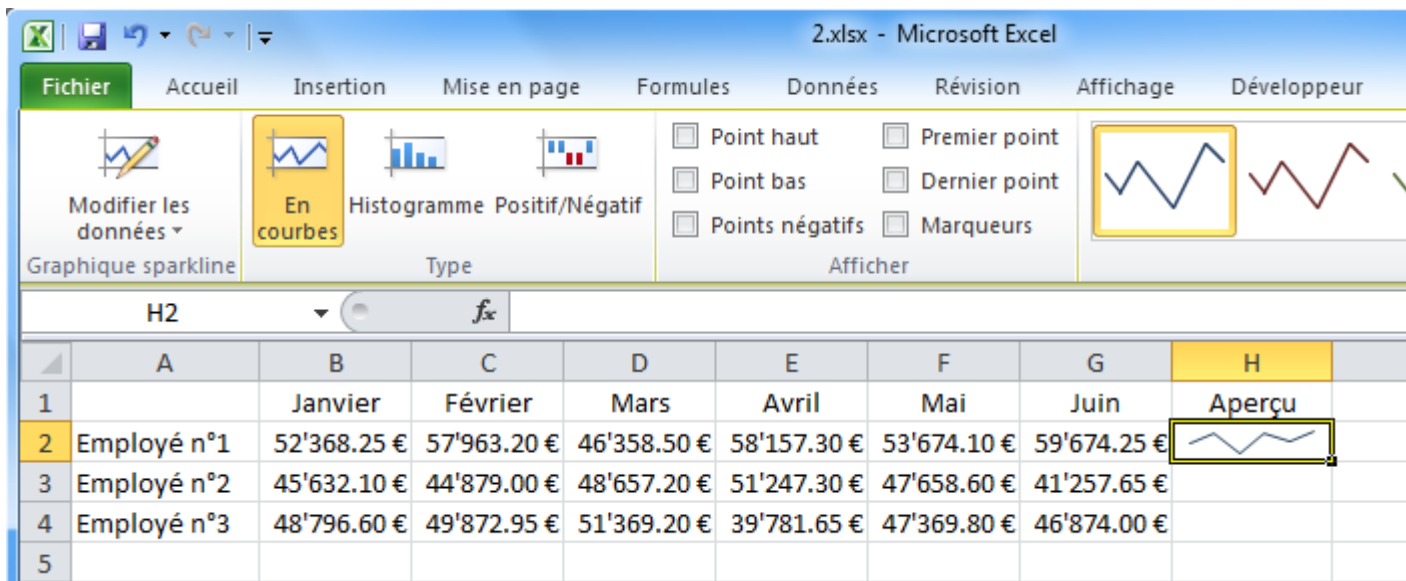 2.xlsx - Microsoft Excel
Fichier Accueil Insertion Mise en page Formules Données Révision Affichage Développeur
Modifier les données
En courbes
Histogramme
Positif/Négatif
Point haut
Point bas
Points négatifs
Premier point
Dernier point
Marqueurs
Graphique sparkline Type Afficher
H2 fx
A B C D E F G H
1 Janvier Février Mars Avril Mai Juin Aperçu
2 Employé n°1 52'368.25 € 57'963.20 € 46'358.50 € 58'157.30 € 53'674.10 € 59'674.25 €
3 Employé n°2 45'632.10 € 44'879.00 € 48'657.20 € 51'247.30 € 47'658.60 € 41'257.65 €
4 Employé n°3 48'796.60 € 49'872.95 € 51'369.20 € 39'781.65 € 47'369.80 € 46'874.00 €
5